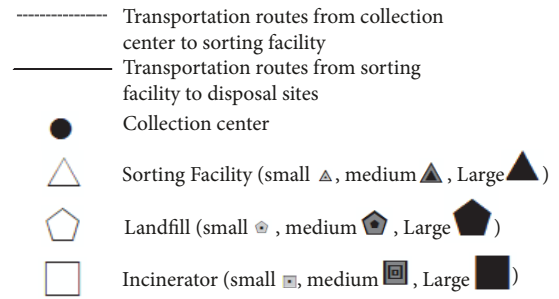 Transportation routes from collection
center to sorting facility
Transportation routes from sorting
facility to disposal sites
Collection center
Sorting Facility (small , medium , Large )
Landfill (small , medium , Large )
Incinerator (small , medium , Large )